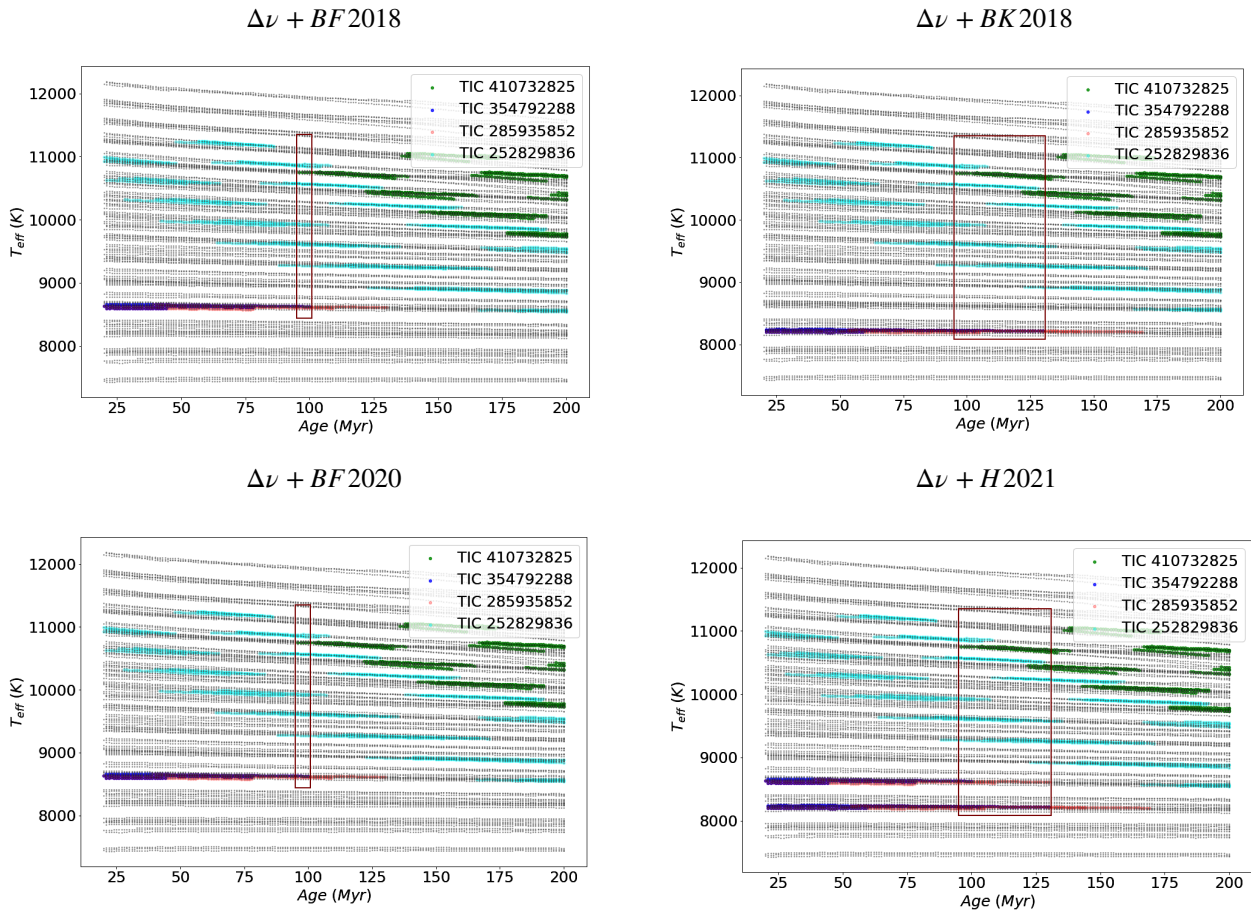 Δν + BF2018
12000
11000
10000
9000
8000
T_eff (K)
25 50 75 100 125 150 175 200
Age (Myr)
TIC 410732825
TIC 354792288
TIC 285935852
TIC 252829836
Δν + BK2018
12000
11000
10000
9000
8000
T_eff (K)
25 50 75 100 125 150 175 200
Age (Myr)
TIC 410732825
TIC 354792288
TIC 285935852
TIC 252829836
Δν + BF2020
12000
11000
10000
9000
8000
T_eff (K)
25 50 75 100 125 150 175 200
Age (Myr)
TIC 410732825
TIC 354792288
TIC 285935852
TIC 252829836
Δν + H2021
12000
11000
10000
9000
8000
T_eff (K)
25 50 75 100 125 150 175 200
Age (Myr)
TIC 410732825
TIC 354792288
TIC 285935852
TIC 252829836